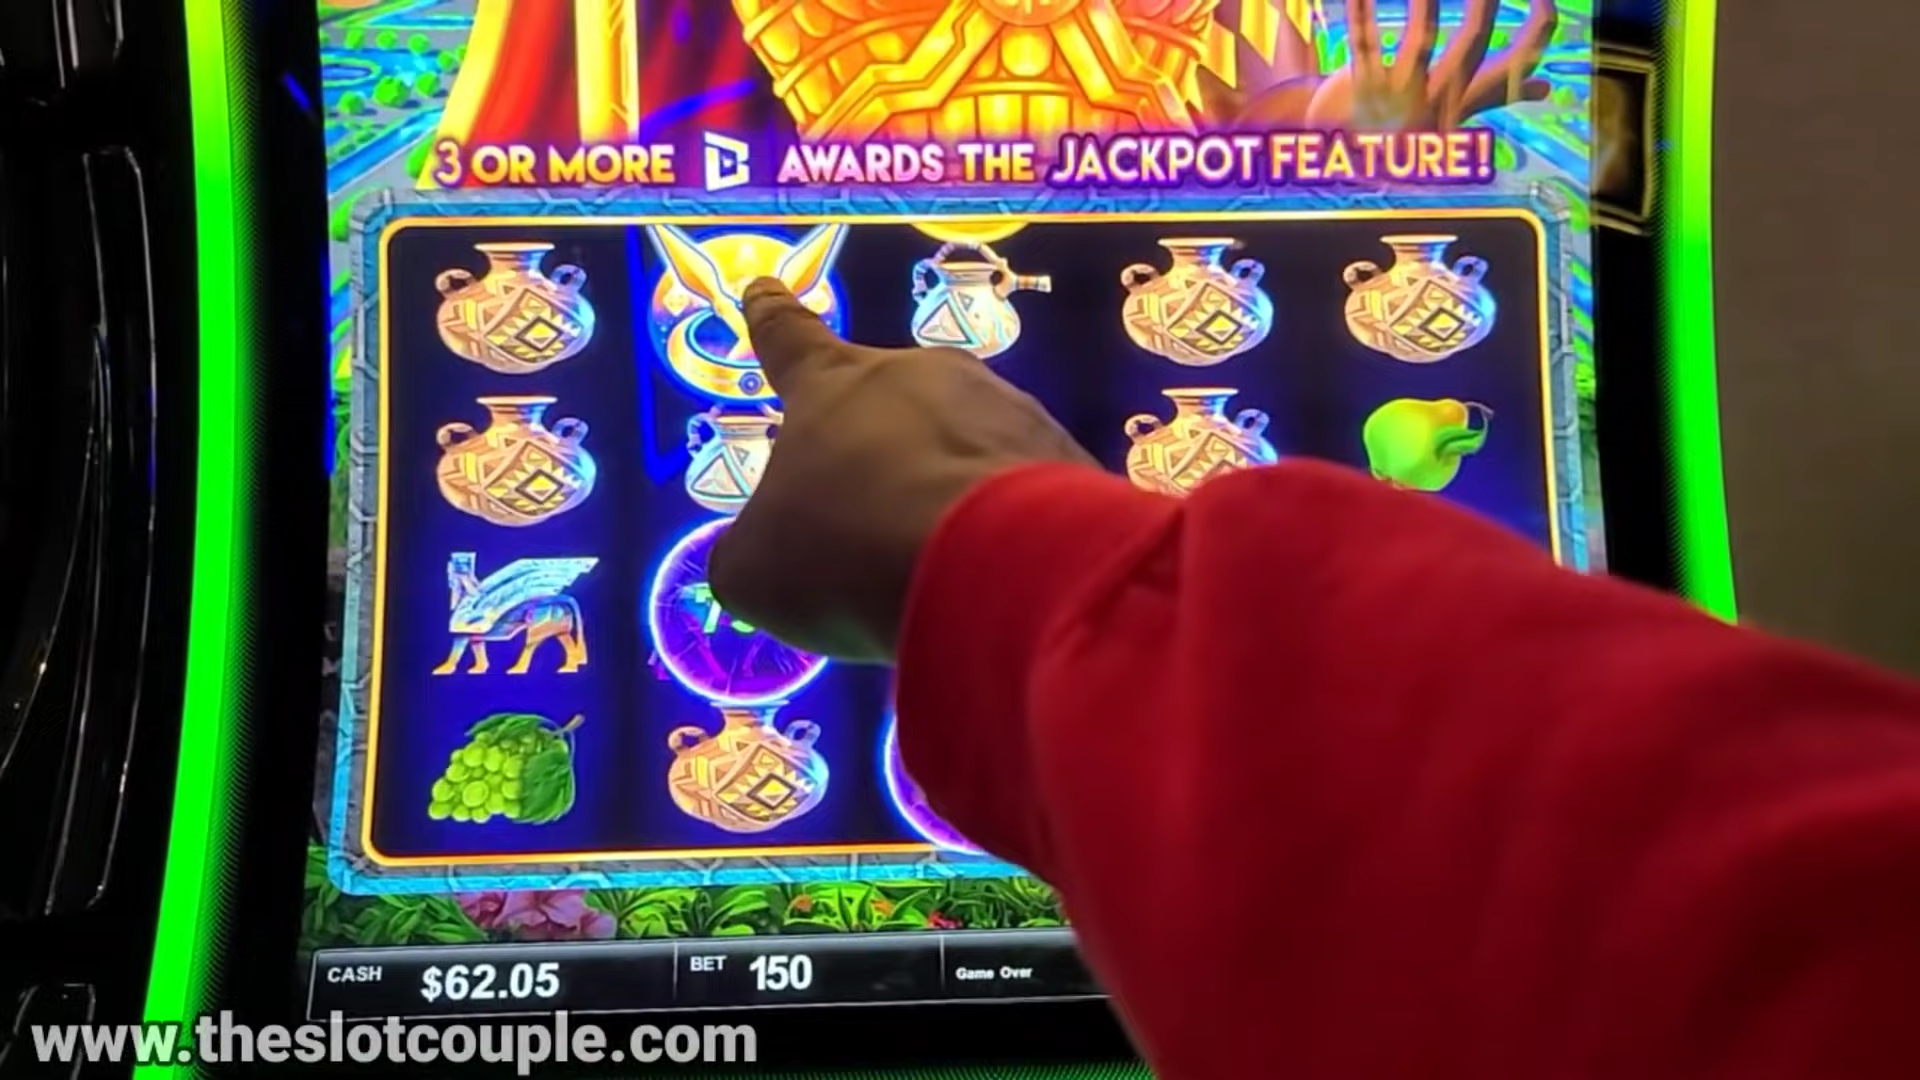 3 OR MORE AWARDS THE JACKPOT FEATURE!
CASH $62.05 BET 150 Game Over
www.theslotcouple.com